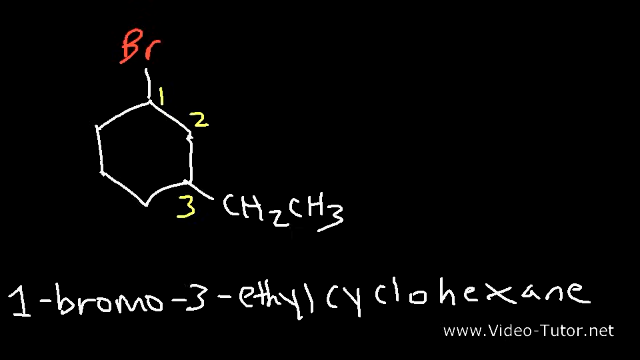 Br
1
2
3
CH2CH3
1-bromo-3-ethylcyclohexane
www.Video-Tutor.net